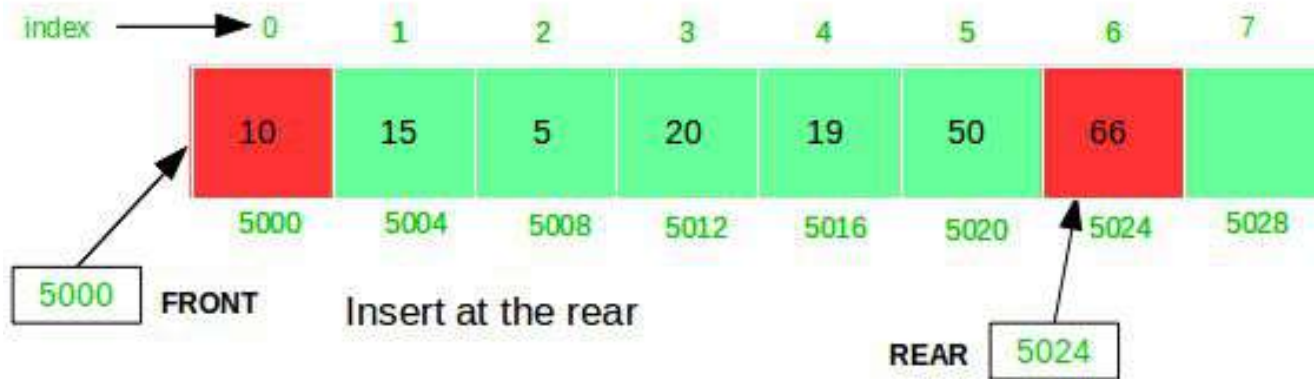 index 0 1 2 3 4 5 6 7
10 15 5 20 19 50 66
5000 5004 5008 5012 5016 5020 5024 5028
5000 FRONT Insert at the rear
REAR 5024